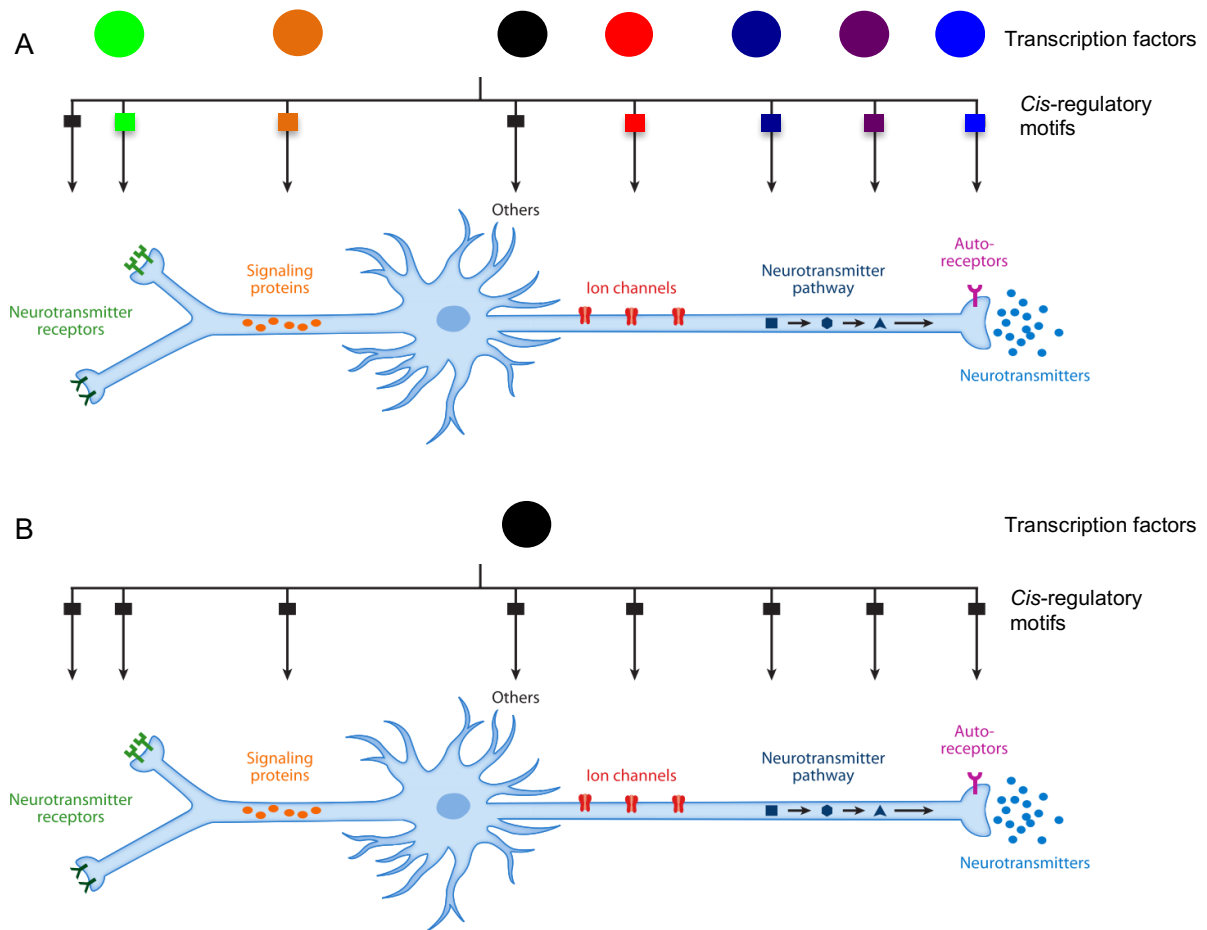 A
Transcription factors
Cis-regulatory
motifs
Others
Auto-
receptors
Signaling
proteins
Ion channels
Neurotransmitter
pathway
Neurotransmitter
receptors
Neurotransmitters
B
Transcription factors
Cis-regulatory
motifs
Others
Auto-
receptors
Signaling
proteins
Ion channels
Neurotransmitter
pathway
Neurotransmitter
receptors
Neurotransmitters